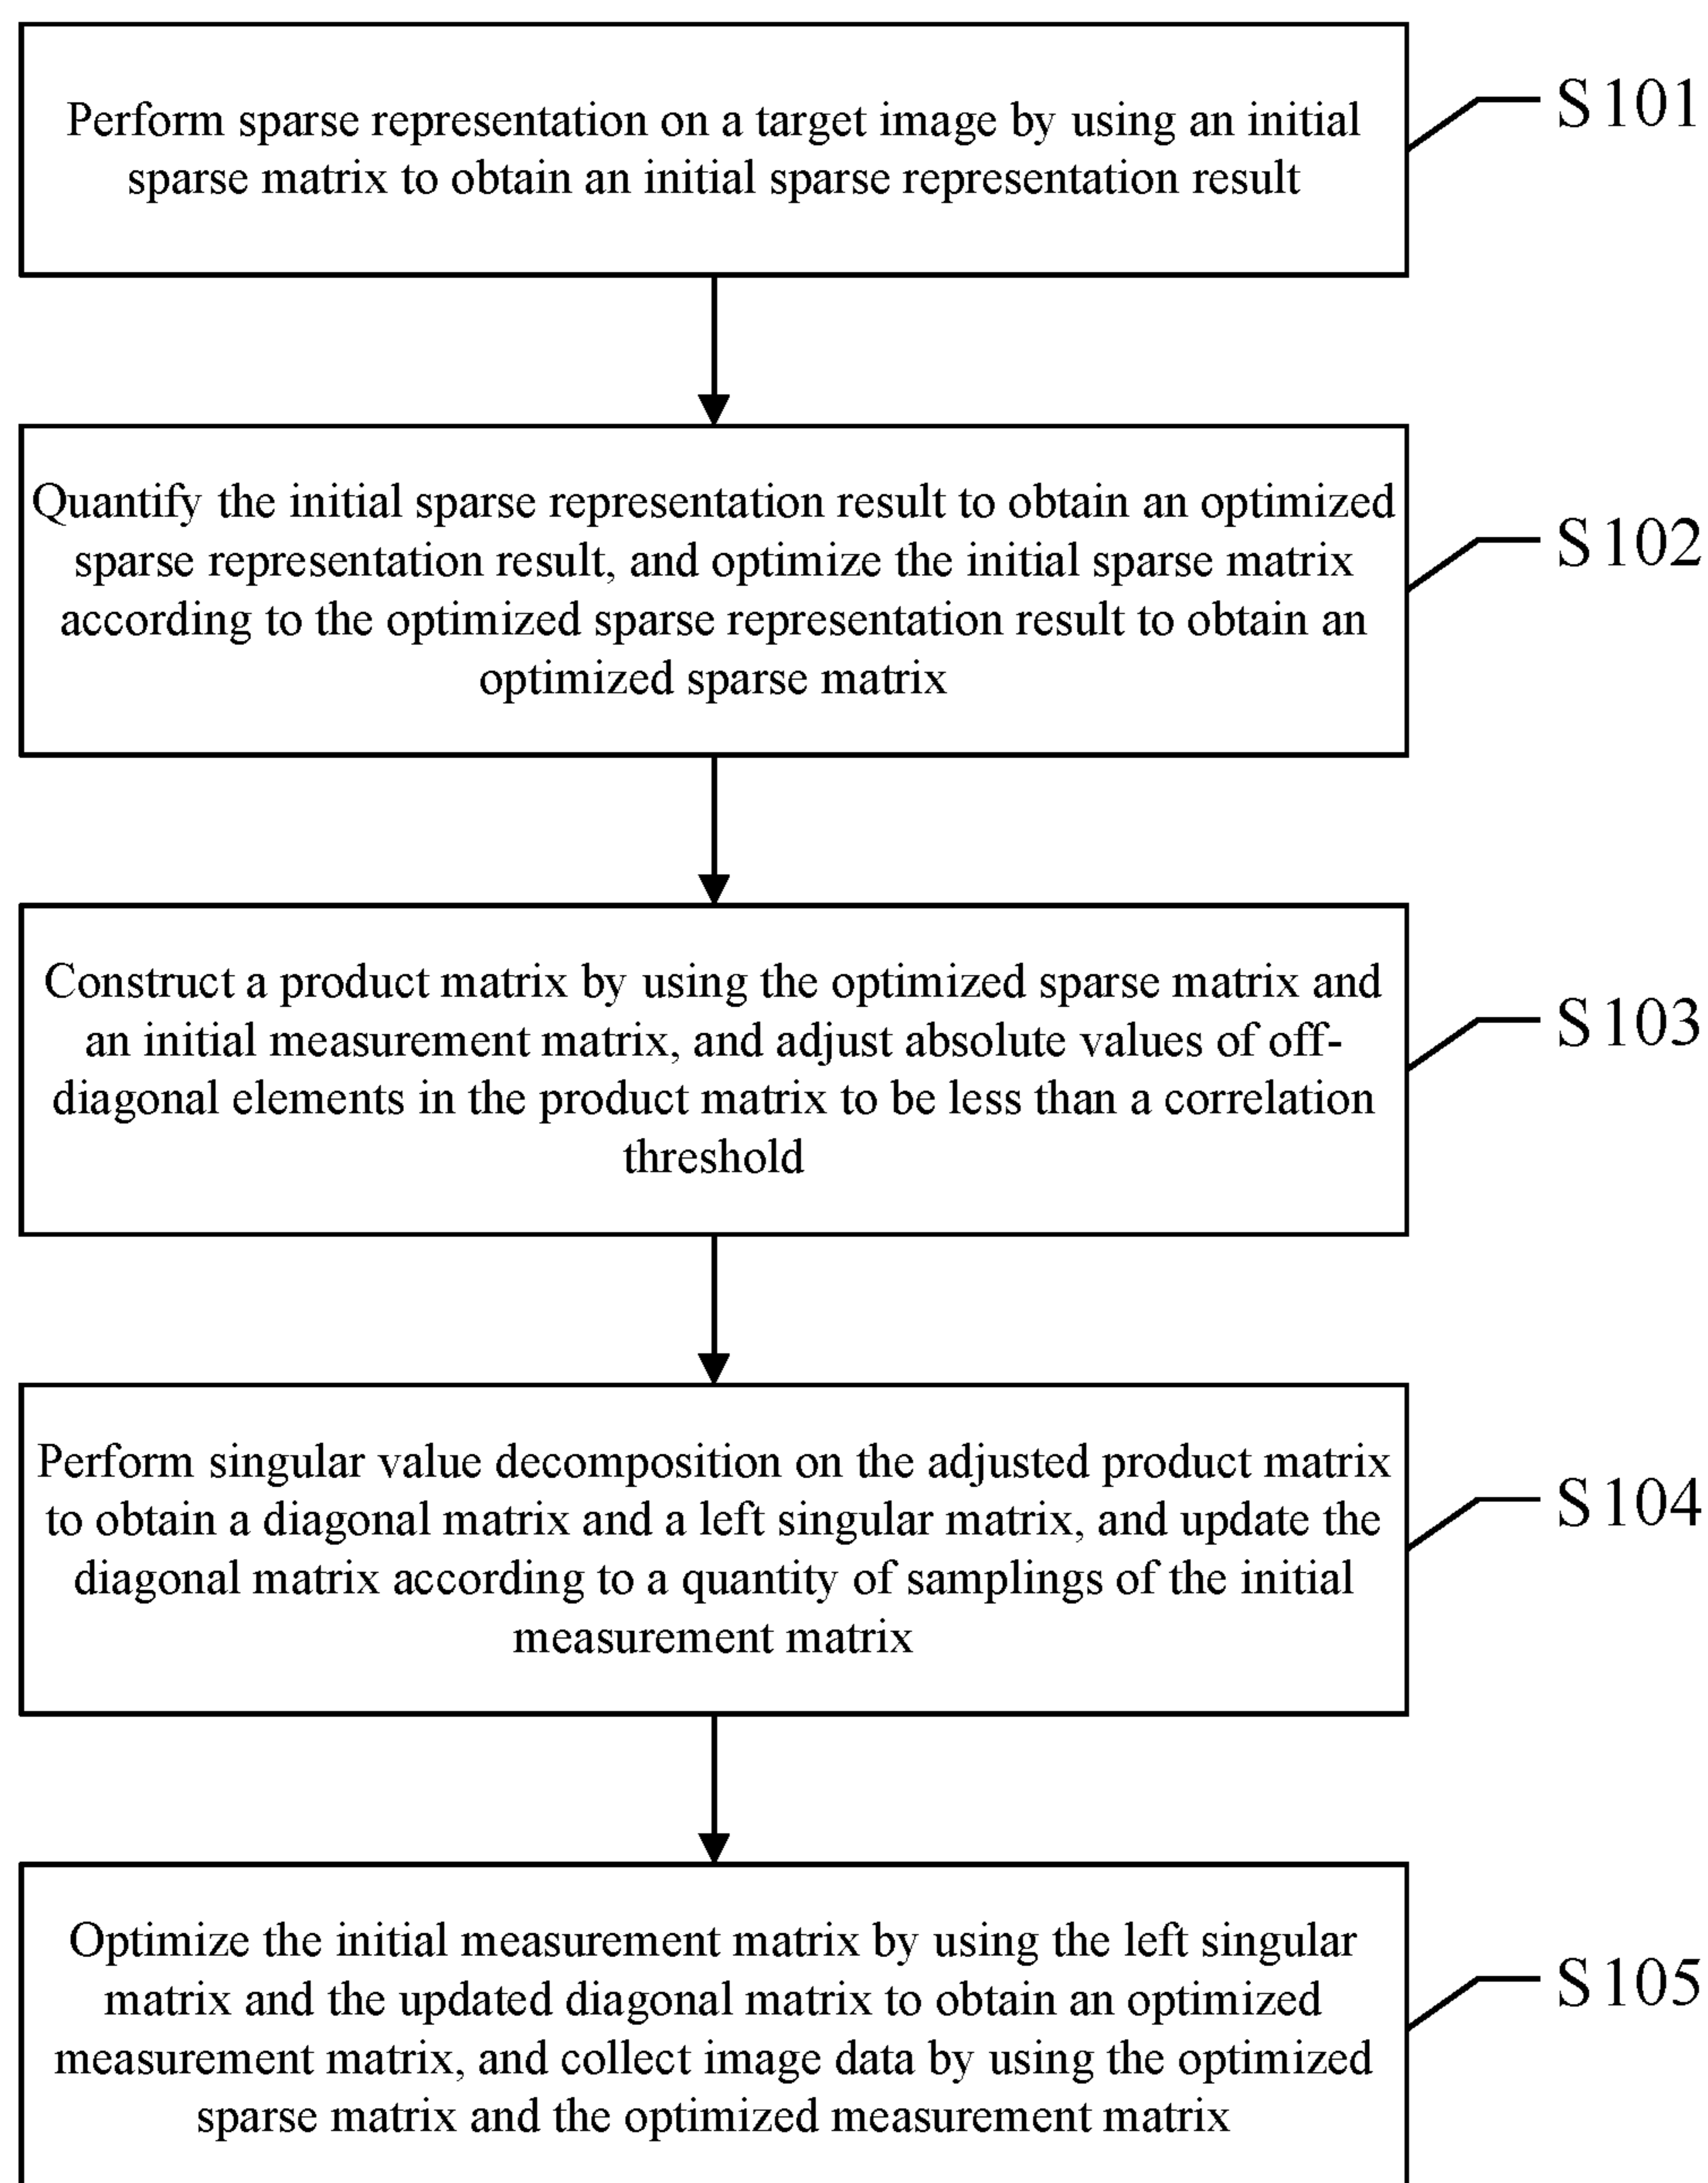 Perform sparse representation on a target image by using an initial
sparse matrix to obtain an initial sparse representation result
S101
Quantify the initial sparse representation result to obtain an optimized
sparse representation result, and optimize the initial sparse matrix
according to the optimized sparse representation result to obtain an
optimized sparse matrix
S102
Construct a product matrix by using the optimized sparse matrix and
an initial measurement matrix, and adjust absolute values of off-
diagonal elements in the product matrix to be less than a correlation
threshold
S103
Perform singular value decomposition on the adjusted product matrix
to obtain a diagonal matrix and a left singular matrix, and update the
diagonal matrix according to a quantity of samplings of the initial
measurement matrix
S104
Optimize the initial measurement matrix by using the left singular
matrix and the updated diagonal matrix to obtain an optimized
measurement matrix, and collect image data by using the optimized
sparse matrix and the optimized measurement matrix
S105